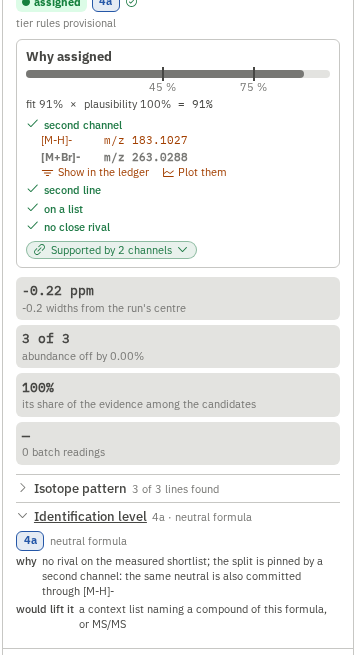 assigned 4a
tier rules provisional
Why assigned
45 % 75 %
fit 91% × plausibility 100% = 91%
second channel
[M-H]- m/z 183.1027
[M+Br]- m/z 263.0288
Show in the ledger Plot them
second line
on a list
no close rival
Supported by 2 channels
-0.22 ppm
-0.2 widths from the run's centre
3 of 3
abundance off by 0.00%
100%
its share of the evidence among the candidates
—
0 batch readings
Isotope pattern 3 of 3 lines found
Identification level 4a · neutral formula
4a neutral formula
why no rival on the measured shortlist; the split is pinned by a
second channel: the same neutral is also committed
through [M-H]-
would lift it a context list naming a compound of this formula,
or MS/MS